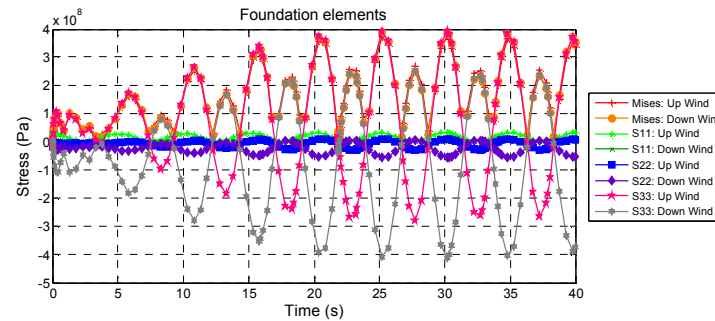 Foundation elements
x 10^8
4
3
2
1
0
-1
-2
-3
-4
-5
Stress (Pa)
0 5 10 15 20 25 30 35 40
Time (s)
Mises: Up Wind
Mises: Down Wind
S11: Up Wind
S11: Down Wind
S22: Up Wind
S22: Down Wind
S33: Up Wind
S33: Down Wind